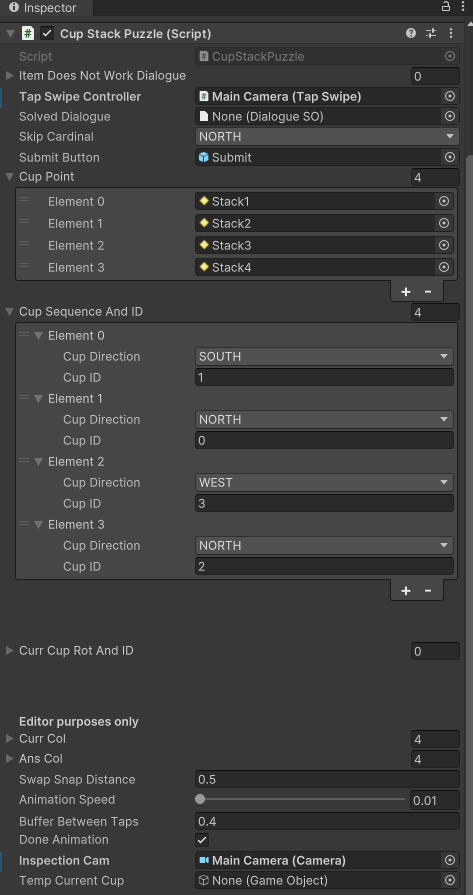 Inspector
# Cup Stack Puzzle (Script)
Script # CupStackPuzzle
Item Does Not Work Dialogue 0
Tap Swipe Controller # Main Camera (Tap Swipe)
Solved Dialogue None (Dialogue SO)
Skip Cardinal NORTH
Submit Button Submit
Cup Point 4
Element 0 Stack1
Element 1 Stack2
Element 2 Stack3
Element 3 Stack4
+ -
Cup Sequence And ID 4
Element 0
Cup Direction SOUTH
Cup ID 1
Element 1
Cup Direction NORTH
Cup ID 0
Element 2
Cup Direction WEST
Cup ID 3
Element 3
Cup Direction NORTH
Cup ID 2
+ -
Curr Cup Rot And ID 0
Editor purposes only
Curr Col 4
Ans Col 4
Swap Snap Distance 0.5
Animation Speed 0.01
Buffer Between Taps 0.4
Done Animation
Inspection Cam Main Camera (Camera)
Temp Current Cup None (Game Object)